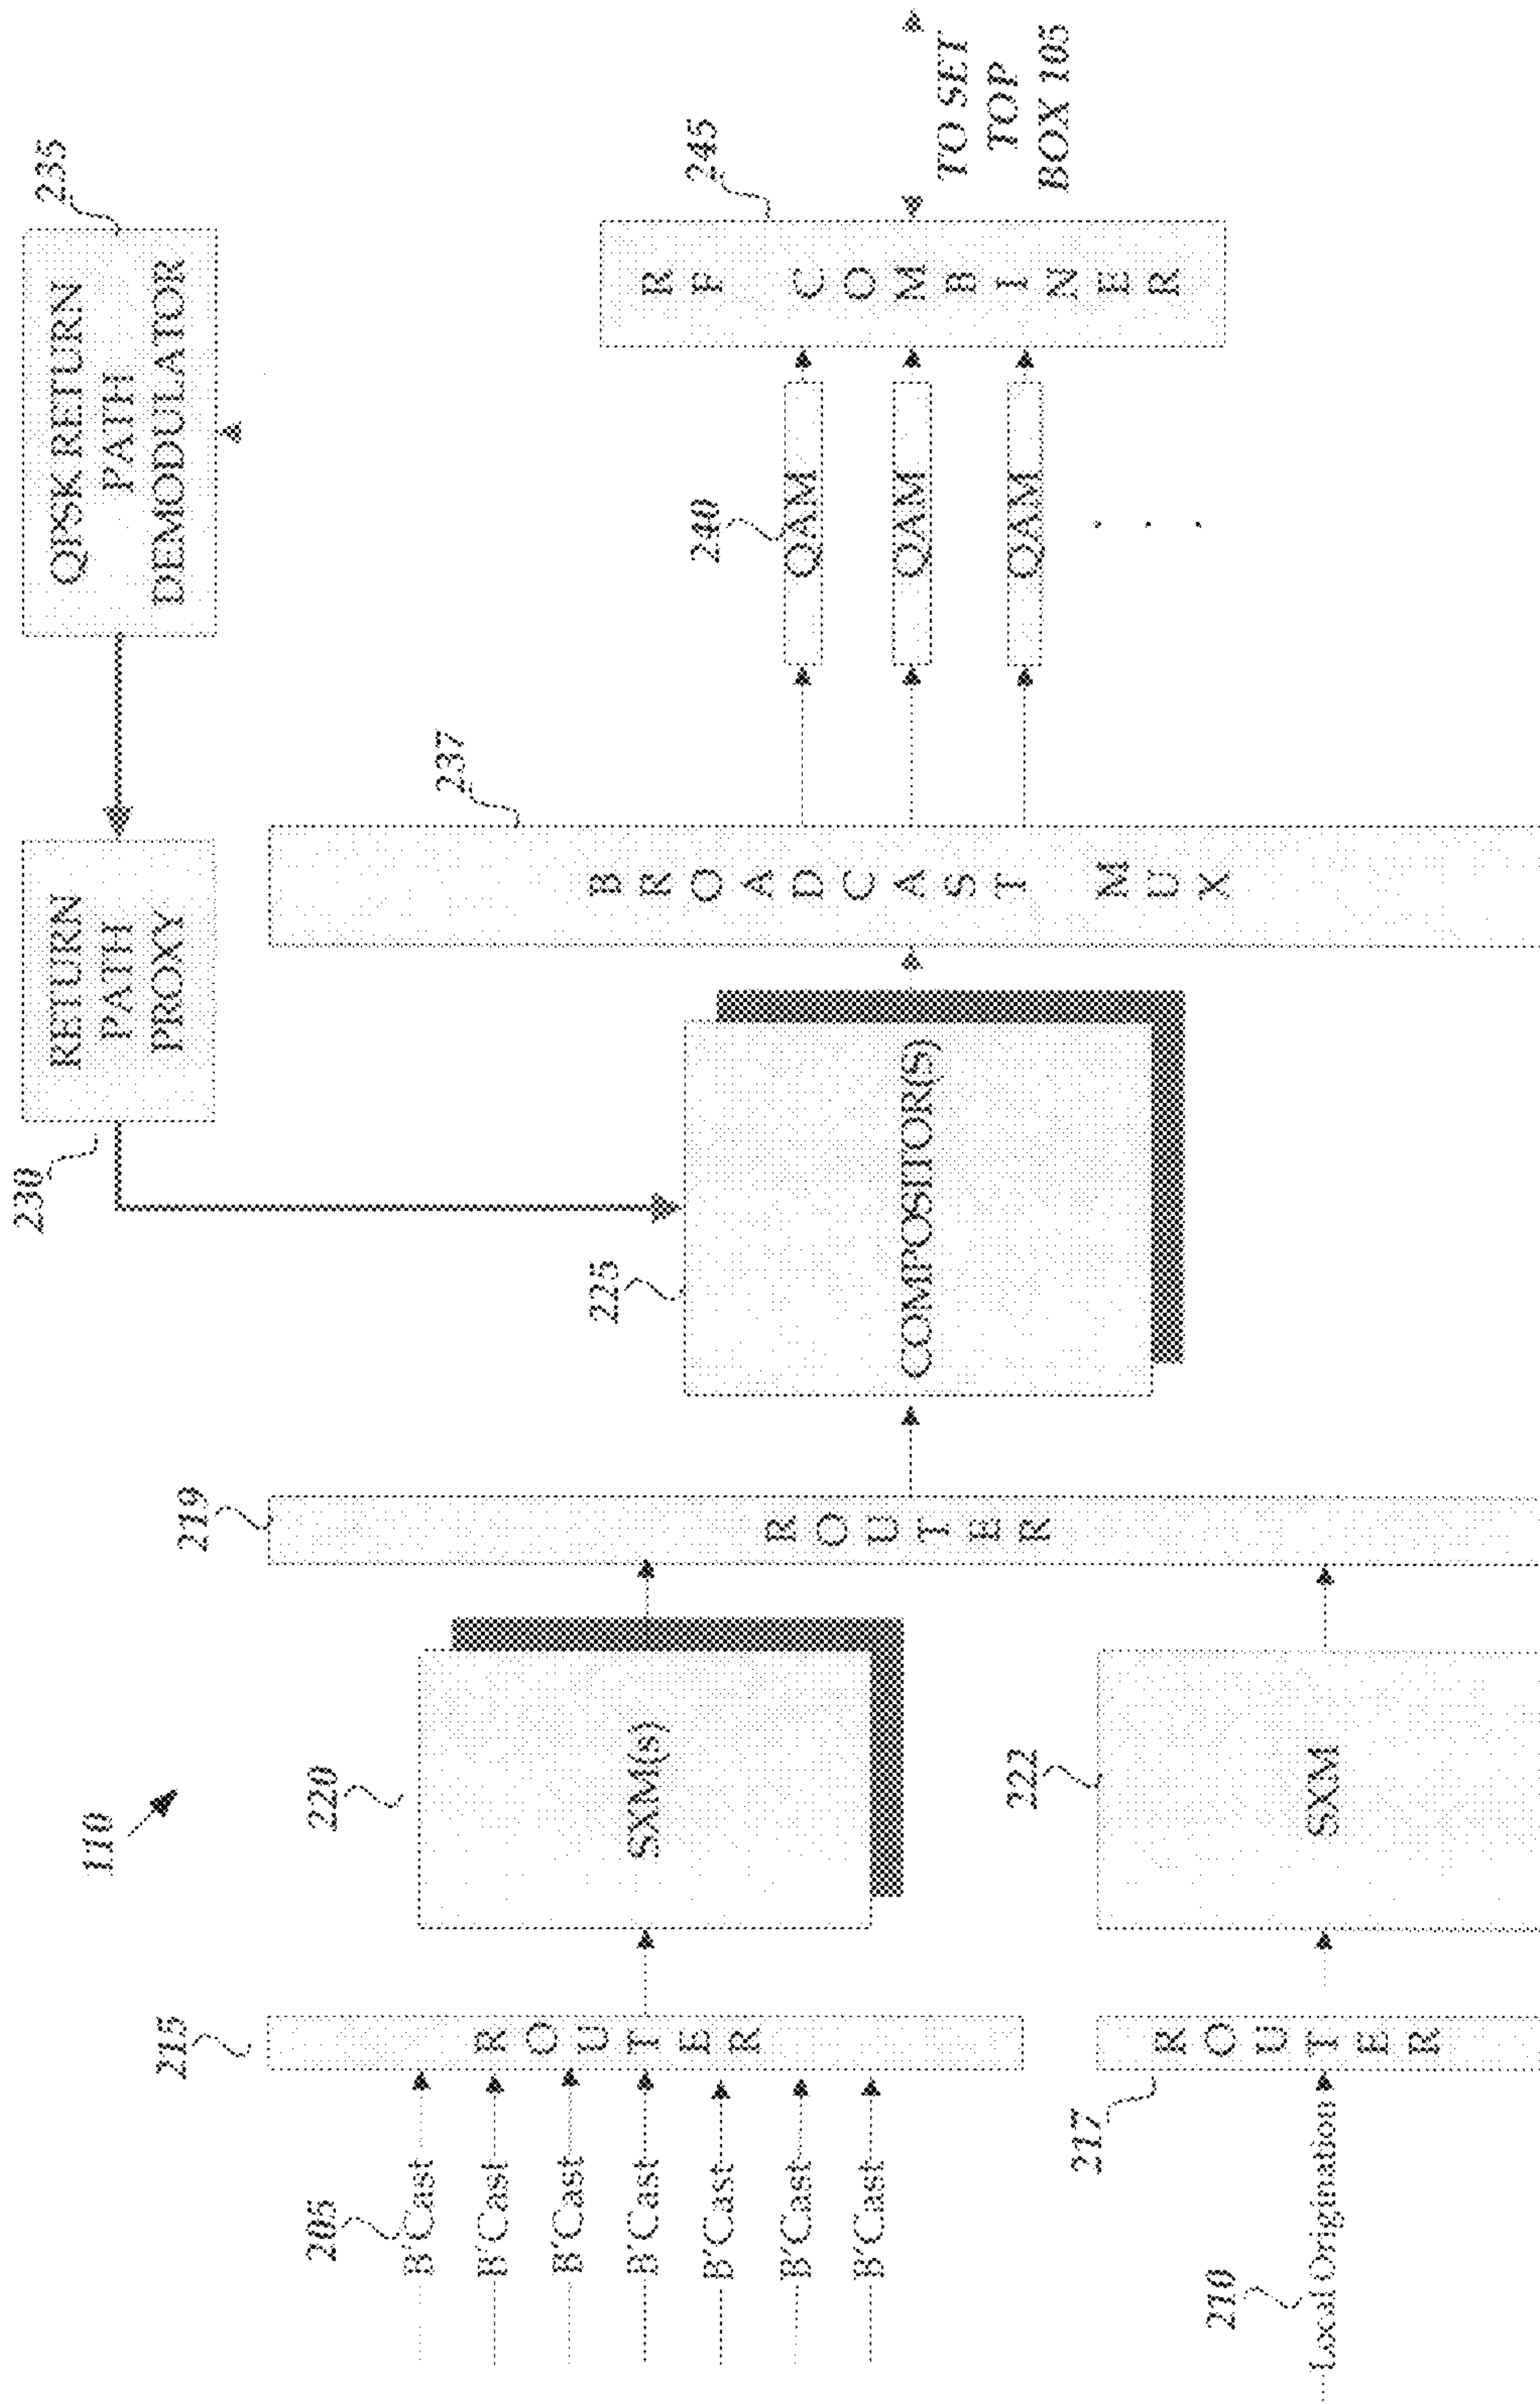 110
205
B'Cast
B'Cast
B'Cast
B'Cast
B'Cast
B'Cast
B'Cast
210
Local Origination
215
ROUTER
217
ROUTER
220
SXM(s)
222
SXM
219
ROUTER
225
COMPOSITOR(S)
230
RETURN
PATH
PROXY
235
QPSK RETURN
PATH
DEMODULATOR
237
BROADCAST MUX
240
QAM
QAM
QAM
. . .
245
RF COMBINER
TO SET
TOP
BOX 105